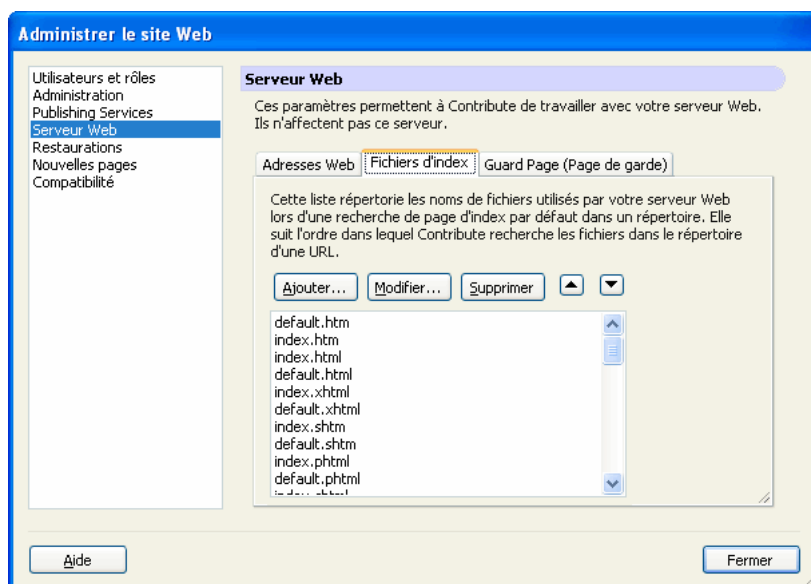 Administrer le site Web
Utilisateurs et rôles
Administration
Publishing Services
Serveur Web
Restaurations
Nouvelles pages
Compatibilité
Serveur Web
Ces paramètres permettent à Contribute de travailler avec votre serveur Web.
Ils n'affectent pas ce serveur.
Adresses Web
Fichiers d'index
Guard Page (Page de garde)
Cette liste répertorie les noms de fichiers utilisés par votre serveur Web
lors d'une recherche de page d'index par défaut dans un répertoire. Elle
suit l'ordre dans lequel Contribute recherche les fichiers dans le répertoire
d'une URL.
Ajouter... Modifier... Supprimer
default.htm
index.htm
index.html
default.html
index.xhtml
default.xhtml
index.shtm
default.shtm
index.phtml
default.phtml
Aide
Fermer